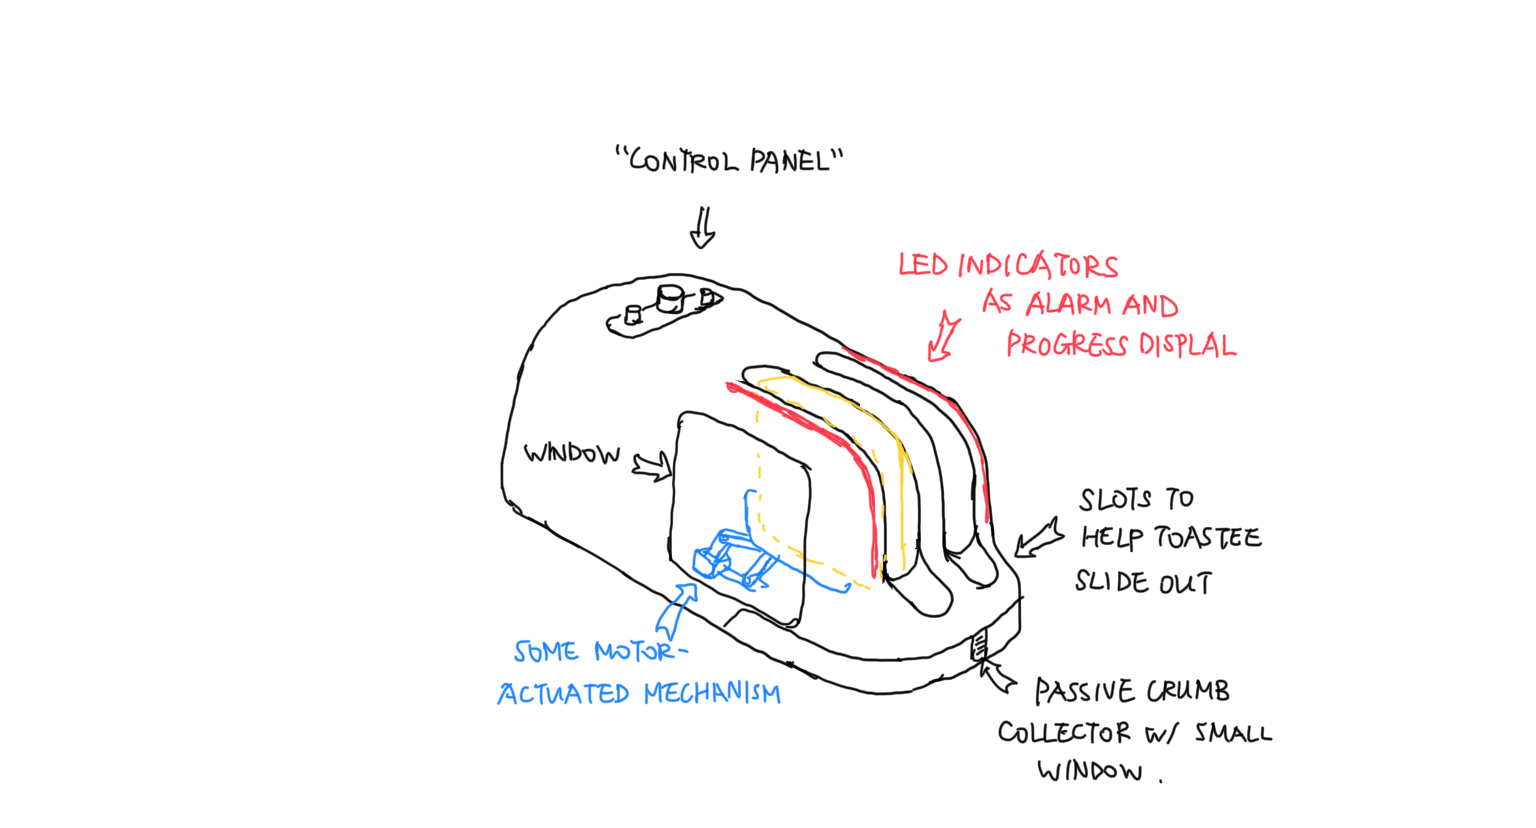 "CONTROL PANEL"
LED INDICATORS
AS ALARM AND
PROGRESS DISPLAL
WINDOW
SLOTS TO
HELP TOASTEE
SLIDE OUT
SOME MOTOR-
ACTUATED MECHANISM
PASSIVE CRUMB
COLLECTOR W/ SMALL
WINDOW.